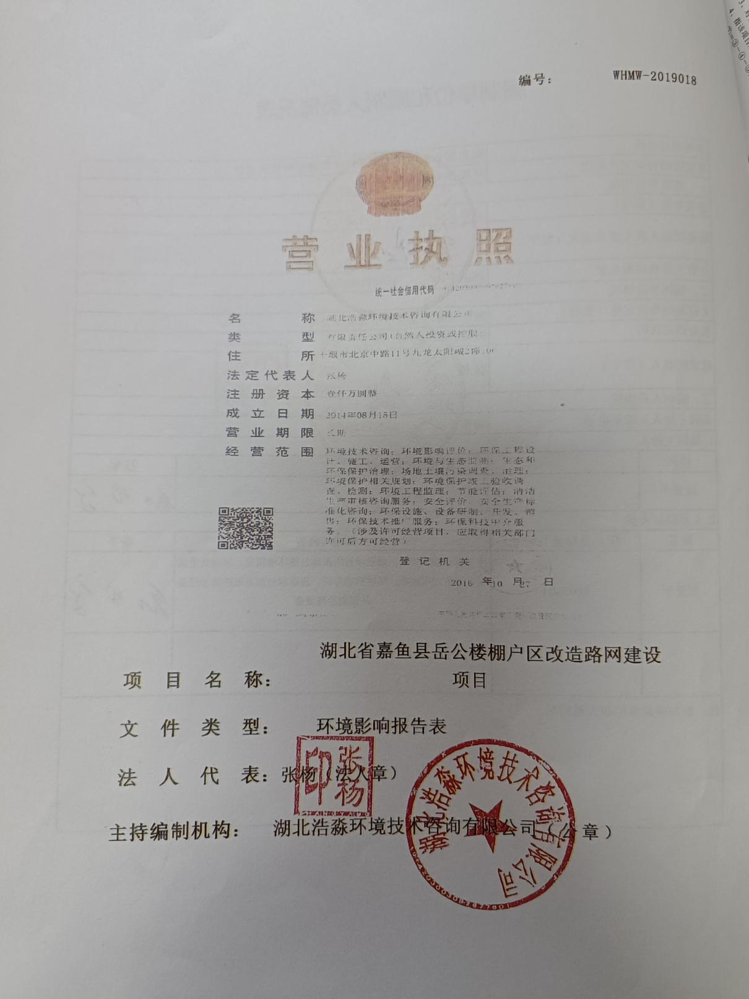 编号： WHMW-2019018
营业执照
统一社会信用代码
名称 湖北浩淼环境技术咨询有限公司
类型 有限责任公司(自然人投资或控股
住所 十堰市北京中路11号九龙太阳城2幢
法定代表人 张杨
注册资本 壹仟万圆整
成立日期 2014年08月15日
营业期限 长期
经营范围 环境技术咨询；环境影响评价；环保工程设
计、施工、运营；环境与生态监测；生态和
环保保护治理；场地土壤污染调查、治理；
环境保护相关规划；环境保护竣工验收调
查、检测；环境工程监理；节能评估；清洁
生产审核咨询服务；安全评价、安全生产标
准化咨询；环保设施、设备研制、开发、销
售；环保技术推广服务；环保科技中介服
务。（涉及许可经营项目，应取得相关部门
许可后方可经营）
登记机关
2016 年10 月27 日
湖北省嘉鱼县岳公楼棚户区改造路网建设
项目名称： 项目
文件类型： 环境影响报告表
法人代表：张杨（法人章）
张杨印
主持编制机构： 湖北浩淼环境技术咨询有限公司（公章）
湖北浩淼环境技术咨询有限公司